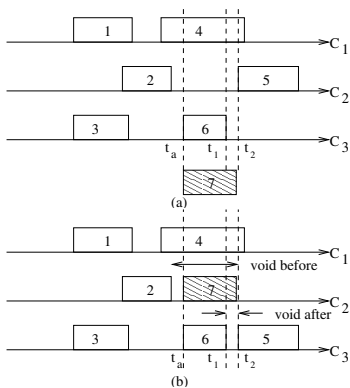 1 4 C1
2 5 C2
3 6 C3
ta t1 t2
7
(a)
1 4 C1
void before
2 7 C2
void after
3 6 5 C3
ta t1 t2
(b)